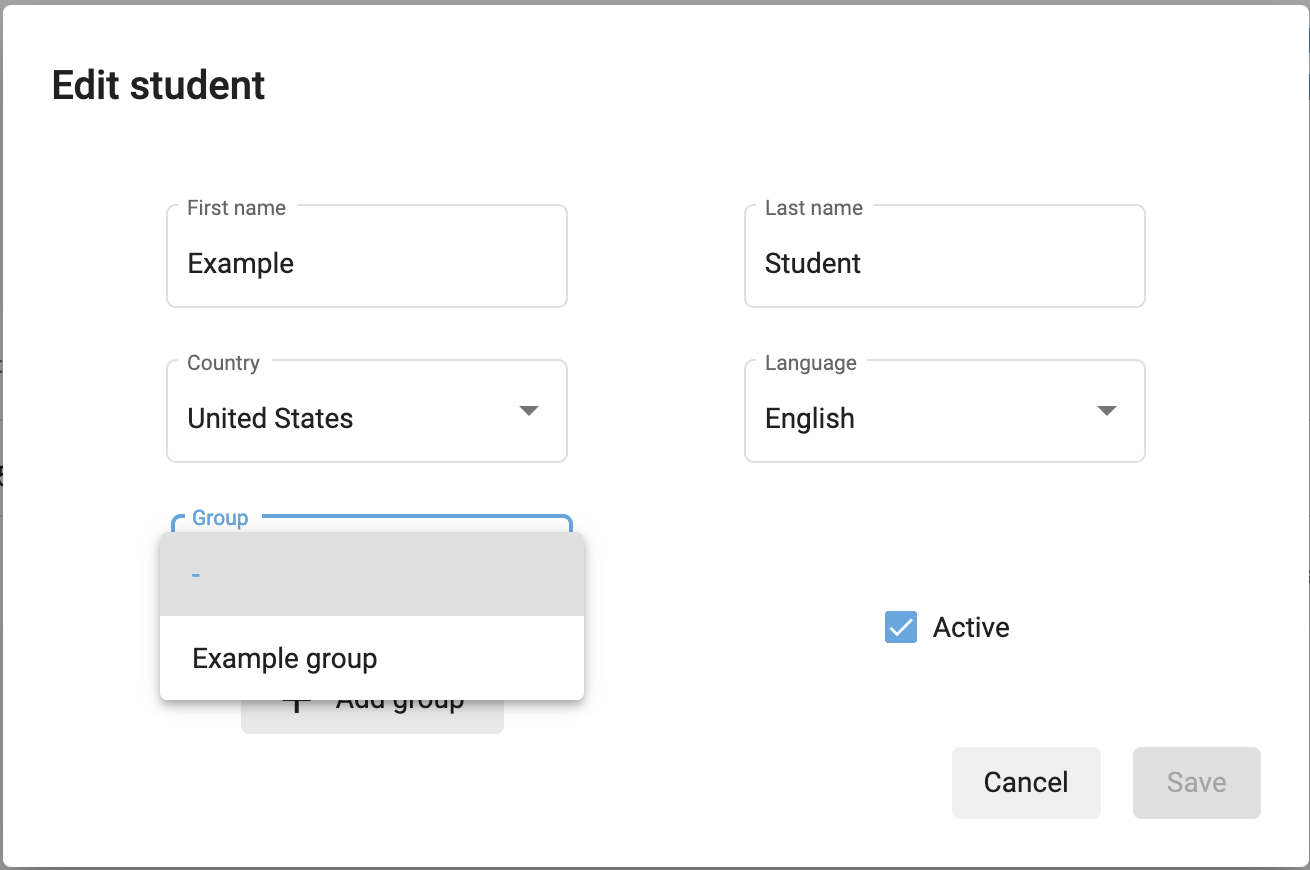 Edit student
First name
Last name
Example
Student
Country
Language
United States
English
Group
-
Example group
Active
Add group
Cancel
Save